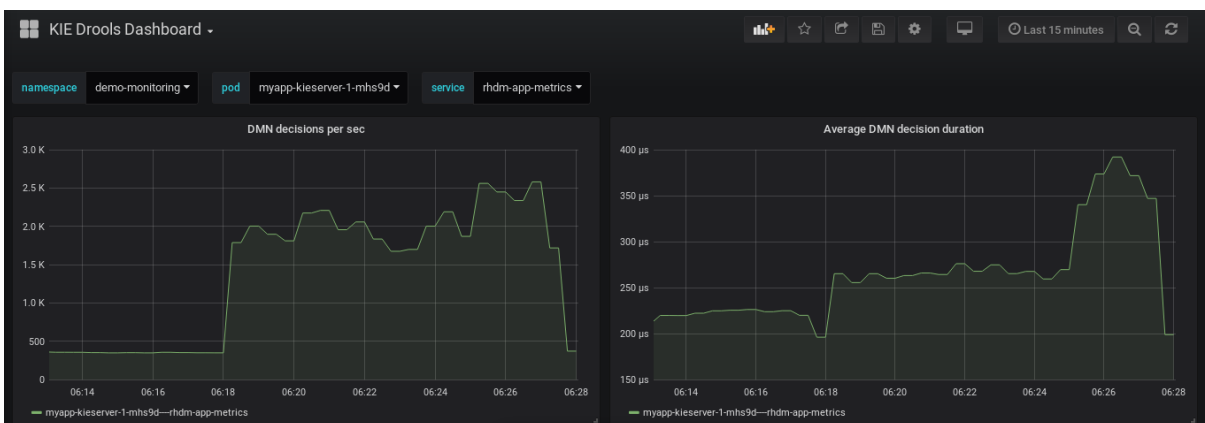 KIE Drools Dashboard
Last 15 minutes
namespace demo-monitoring pod myapp-kieserver-1-mhs9d service rhdm-app-metrics
DMN decisions per sec
3.0 K
2.5 K
2.0 K
1.5 K
1.0 K
500
0
06:14 06:16 06:18 06:20 06:22 06:24 06:26 06:28
myapp-kieserver-1-mhs9d—rhdm-app-metrics
Average DMN decision duration
400 µs
350 µs
300 µs
250 µs
200 µs
150 µs
06:14 06:16 06:18 06:20 06:22 06:24 06:26 06:28
myapp-kieserver-1-mhs9d—rhdm-app-metrics